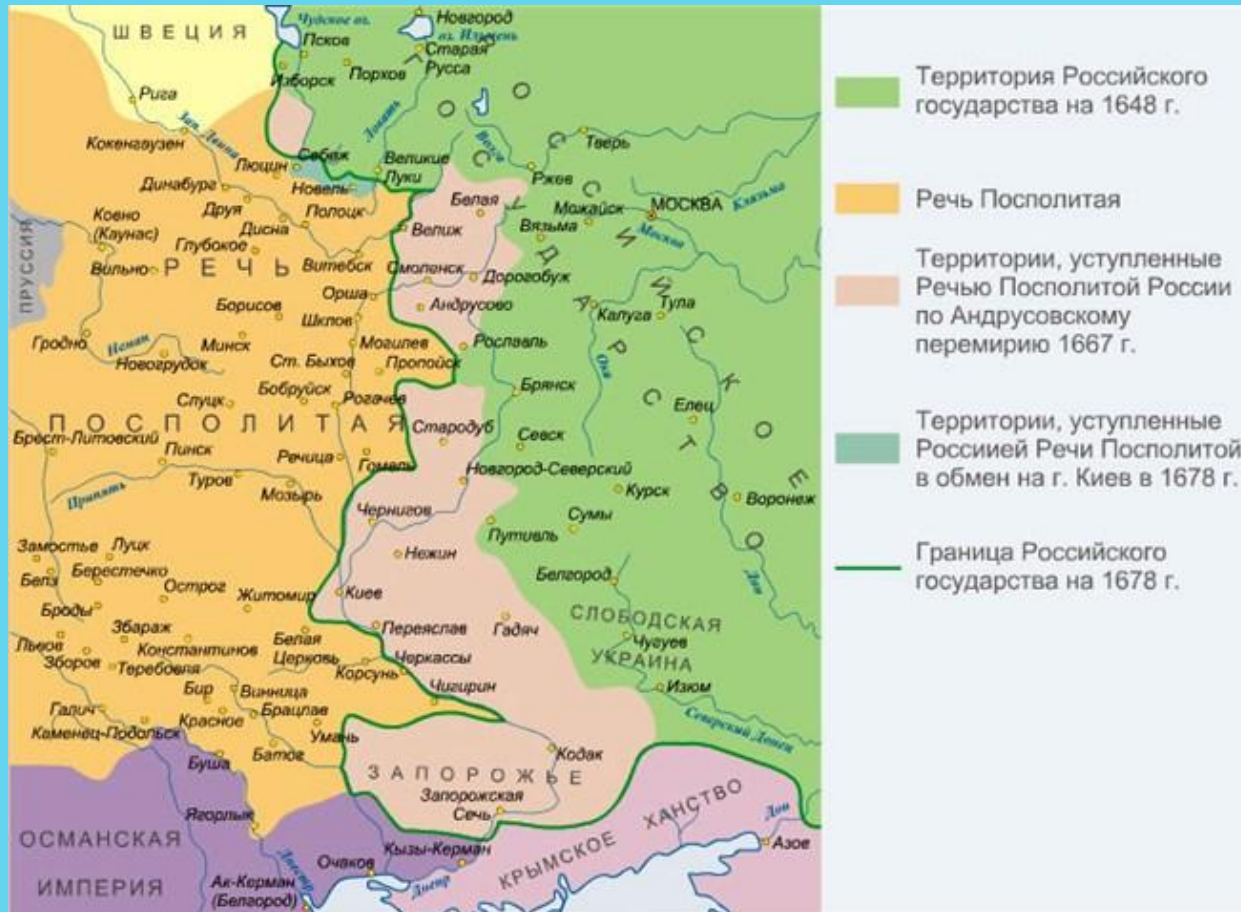 ШВЕЦИЯ
Чудское оз.
Псков
Изборск
Порхов
Новгород
оз. Ильмень
Старая
Русса
Рига
Зап. Двина
Кокенгаузен
Ловать
Волга
Тверь
Люцин
Себеж
Великие
Луки
Ржев
Динабург
Новель
Белая
Можайск
МОСКВА
Клязьма
Москва
Ковно
(Каунас)
Друя
Дисна
Полоцк
Велиж
Вязьма
Глубокое
Вильно
РЕЧЬ
Витебск
Смоленск
Дорогобуж
ПРУССИЯ
Борисов
Орша
Андрусово
Калуга
Тула
Шклов
Гродно
Неман
Минск
Могилев
Рославль
Ока
Новогрудок
Ст. Быхов
Пропойск
Бобруйск
Рогачев
Брянск
Слуцк
Елец
ПОСПОЛИТАЯ
Стародуб
Брест-Литовский
Пинск
Речица
Гомель
Севск
Туров
Новгород-Северский
Припять
Мозырь
Курск
Воронеж
Чернигов
Путивль
Сумы
РОССИЙСКОЕ
ГОСУДАРСТВО
Замостье
Луцк
Нежин
Белз
Берестечко
Острог
Белгород
Дон
Броды
Житомир
Киев
СЛОБОДСКАЯ
УКРАИНА
Збараж
Переяслав
Гадяч
Чугуев
Львов
Константинов
Белая
Церковь
Зборов
Теребовля
Черкассы
Корсунь
Изюм
Бир
Винница
Чигирин
Северский Донец
Галич
Красное
Брацлав
Каменец-Подольск
Умань
Буша
Батог
Кодак
ЗАПОРОЖЬЕ
Запорожская
Сечь
Ягорлык
ОСМАНСКАЯ
ИМПЕРИЯ
Днестр
Очаков
Кызы-Керман
Днепр
КРЫМСКОЕ ХАНСТВО
Дон
Азов
Ак-Керман
(Белгород)
Территория Российского
государства на 1648 г.
Речь Посполитая
Территории, уступленные
Речью Посполитой России
по Андрусовскому
перемирию 1667 г.
Территории, уступленные
Россиией Речи Посполитой
в обмен на г. Киев в 1678 г.
Граница Российского
государства на 1678 г.